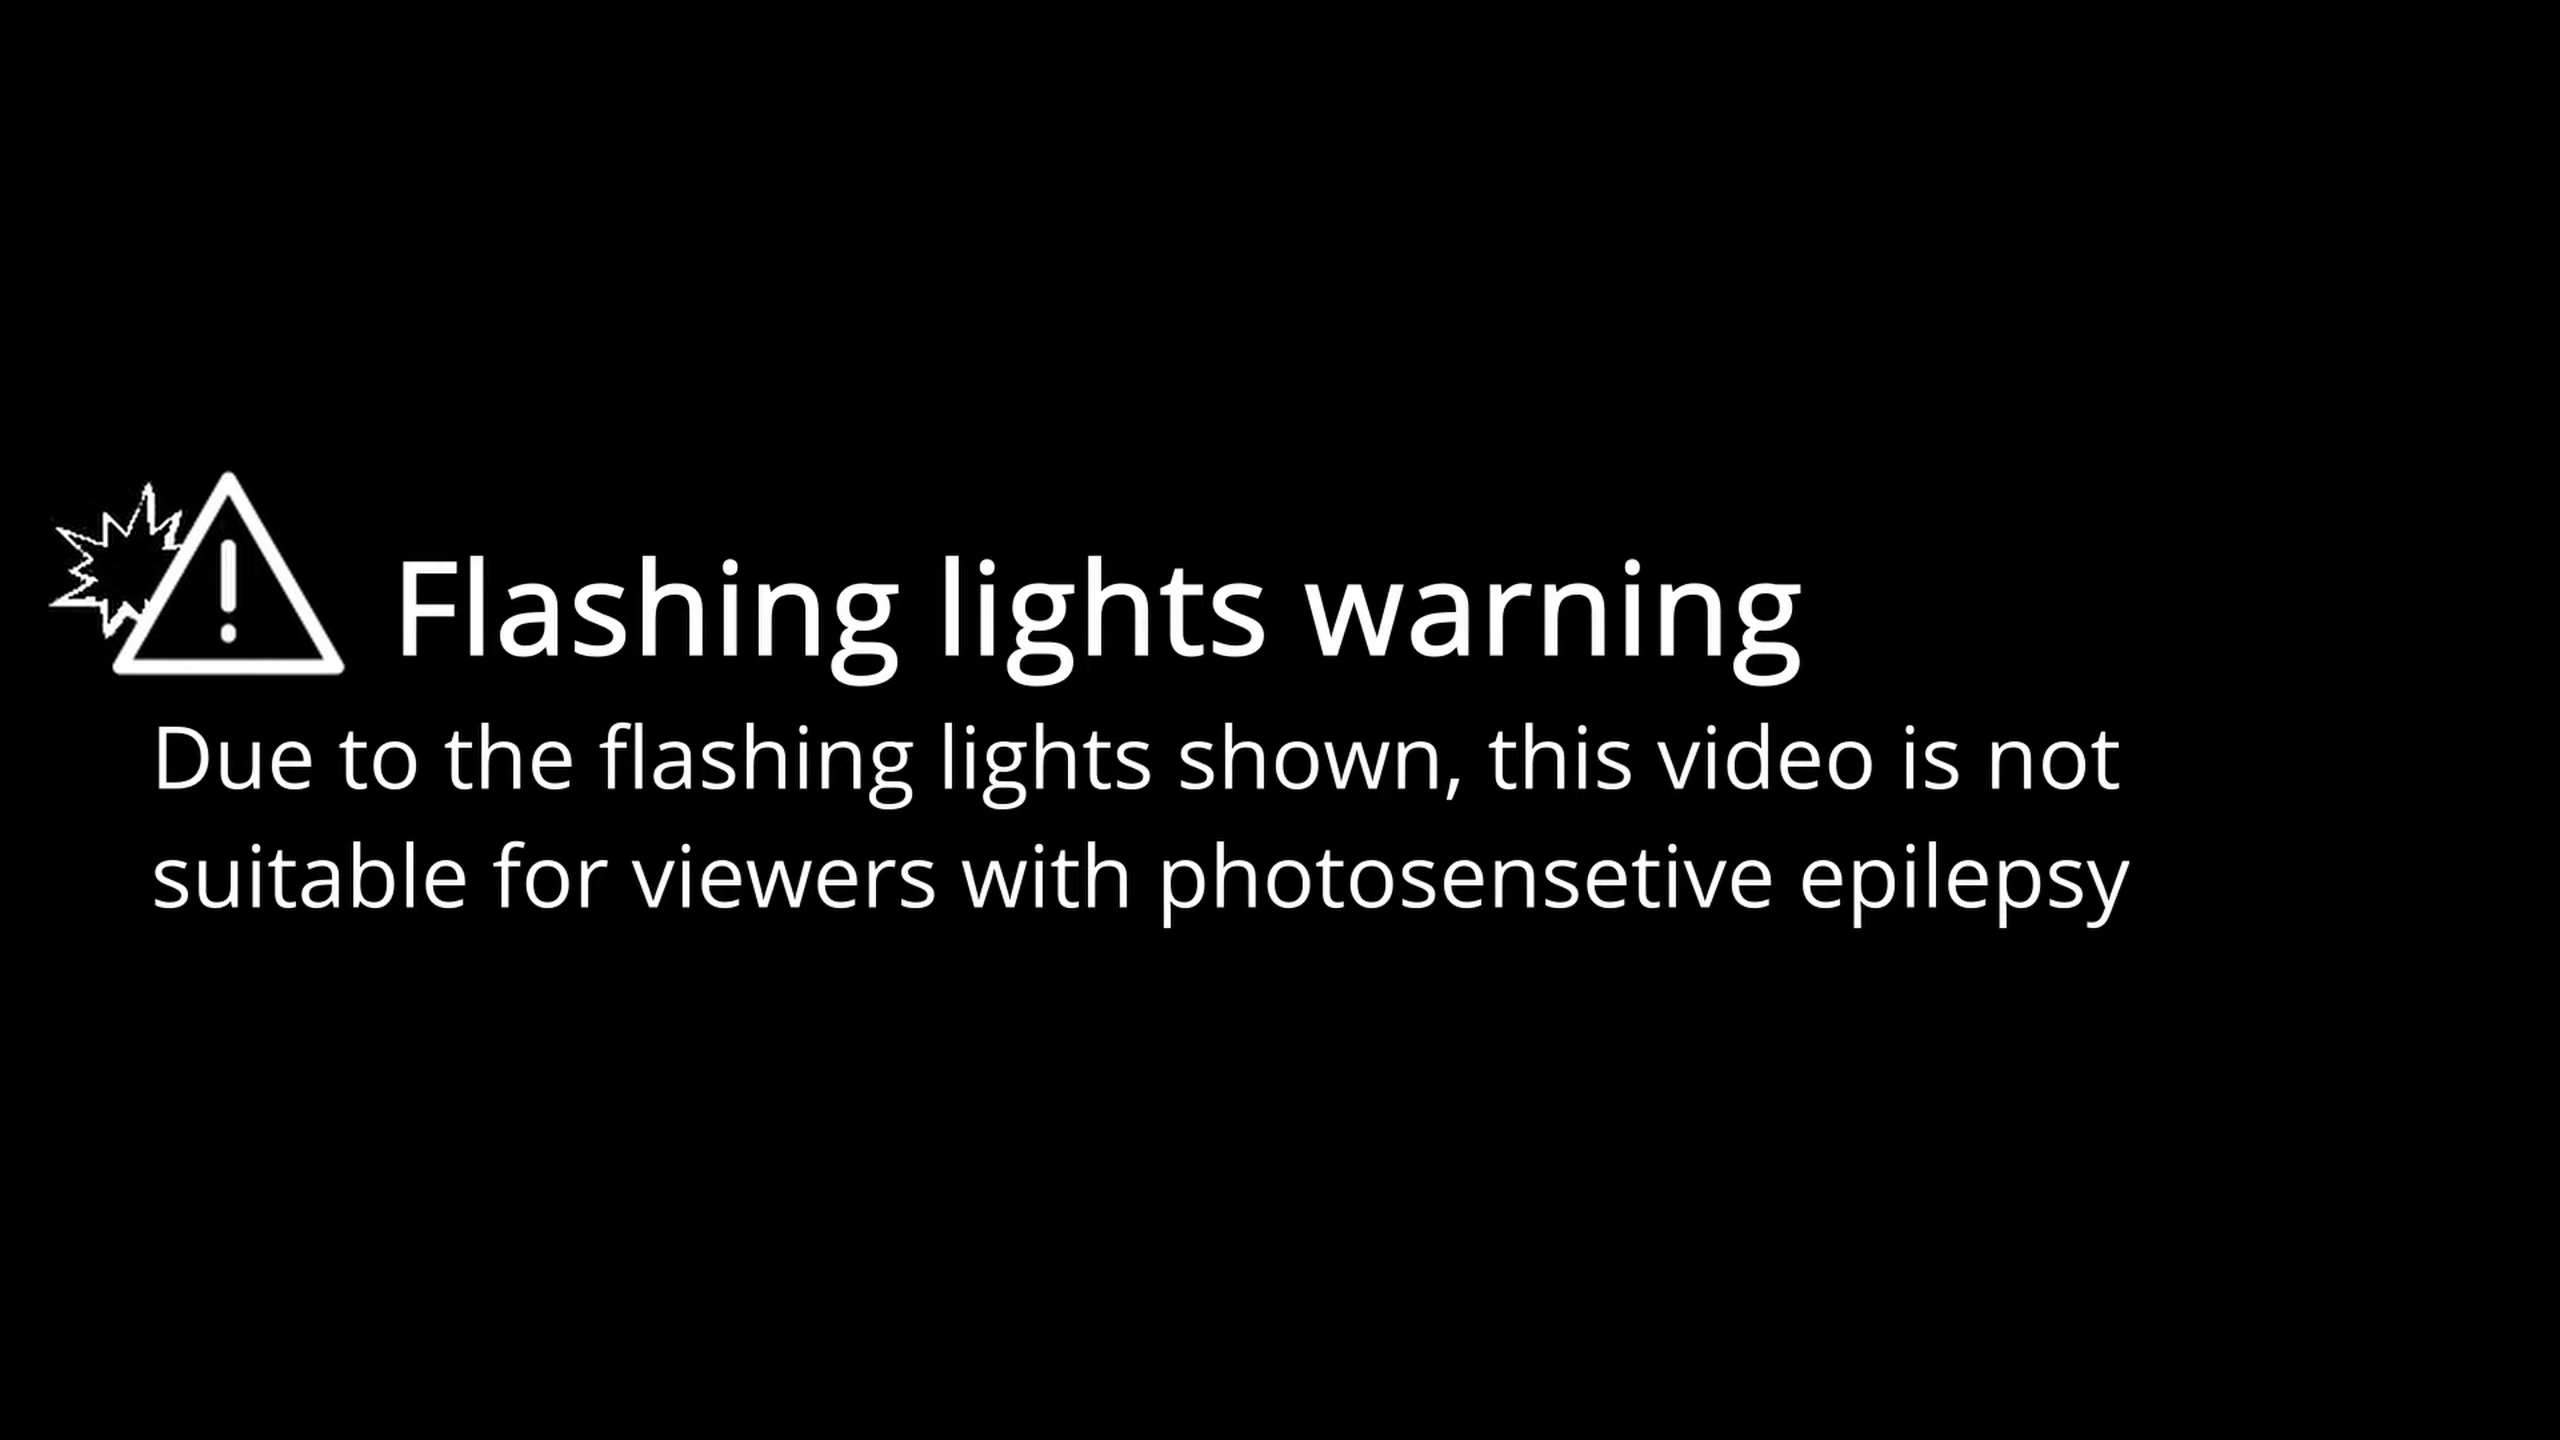 Flashing lights warning
Due to the flashing lights shown, this video is not
suitable for viewers with photosensetive epilepsy